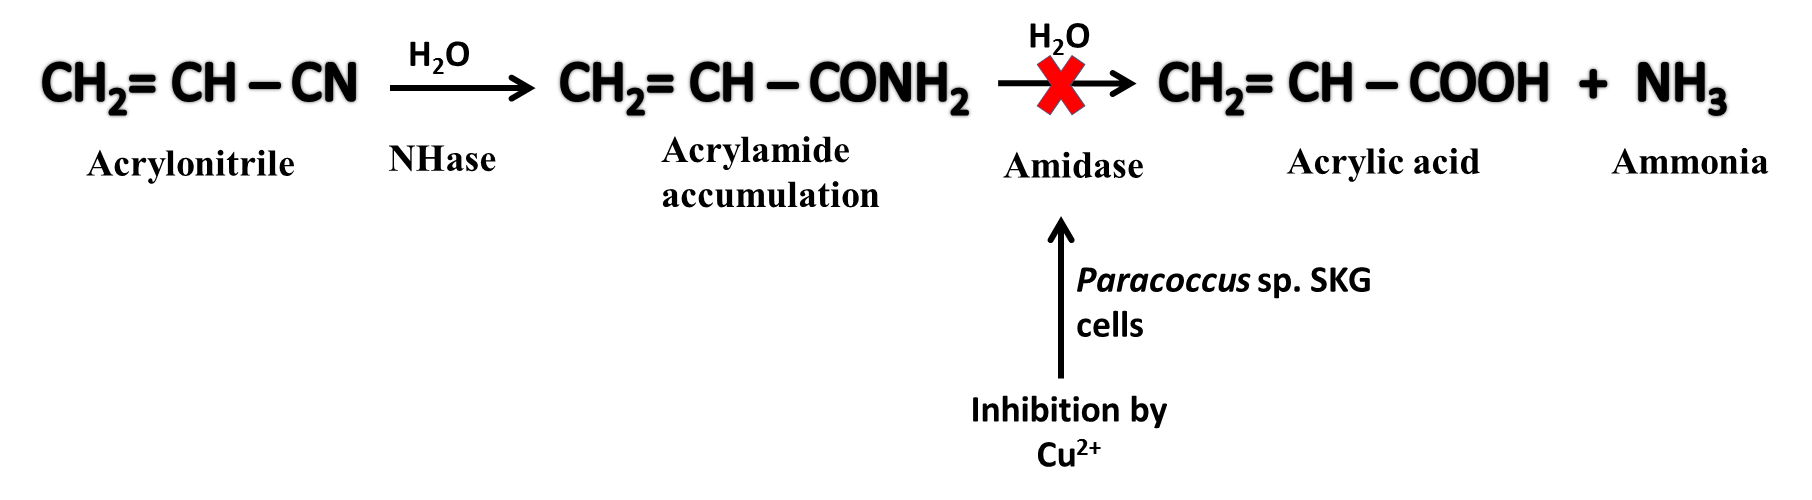 H₂O H₂O
CH₂= CH – CN CH₂= CH – CONH₂ CH₂= CH – COOH + NH₃
Acrylonitrile NHase Acrylamide Amidase Acrylic acid Ammonia
accumulation
Paracoccus sp. SKG
cells
Inhibition by
Cu²⁺